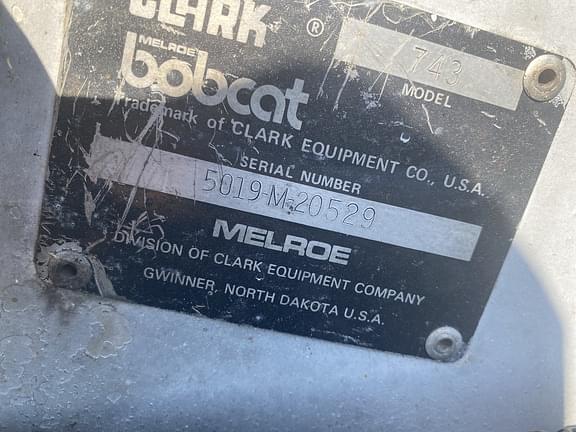 CLARK ®
MELROE
bobcat
743
MODEL
Trademark of CLARK EQUIPMENT CO., U.S.A.
SERIAL NUMBER
5019-M-20529
MELROE
DIVISION OF CLARK EQUIPMENT COMPANY
GWINNER, NORTH DAKOTA U.S.A.